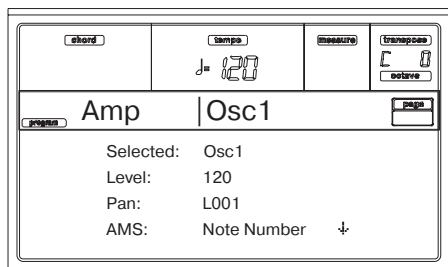 chord tempo measure transpose
♩= 120 C 0
octave
Amp |Osc1 page
program
Selected: Osc1
Level: 120
Pan: L001
AMS: Note Number